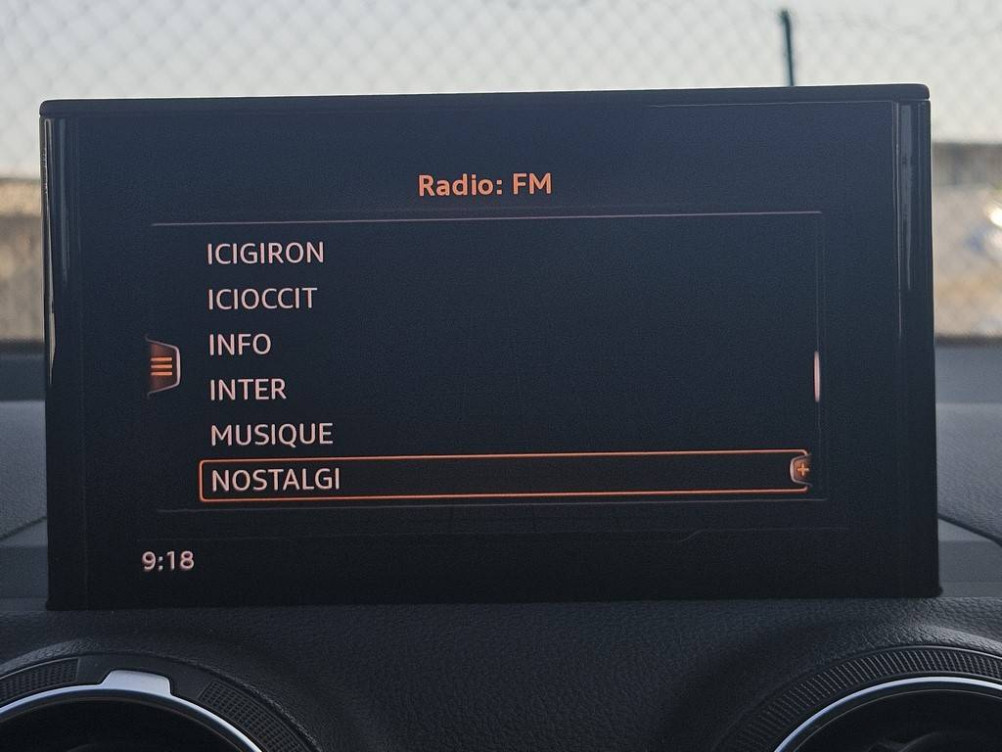 Radio: FM
ICIGIRON
ICIOCCIT
INFO
INTER
MUSIQUE
NOSTALGI
9:18